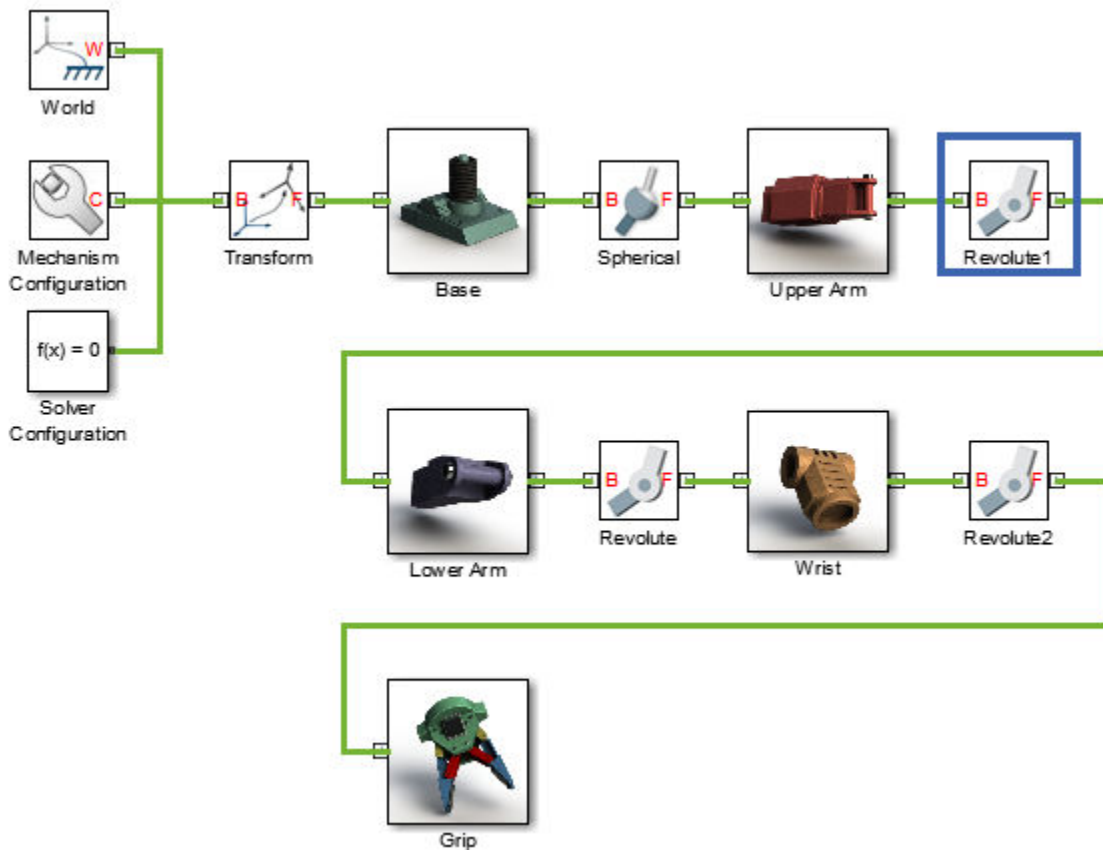 W
World
C
Mechanism
Configuration
f(x) = 0
Solver
Configuration
B F
Transform
Base
B F
Spherical
Upper Arm
B F
Revolute1
Lower Arm
B F
Revolute
Wrist
B F
Revolute2
Grip